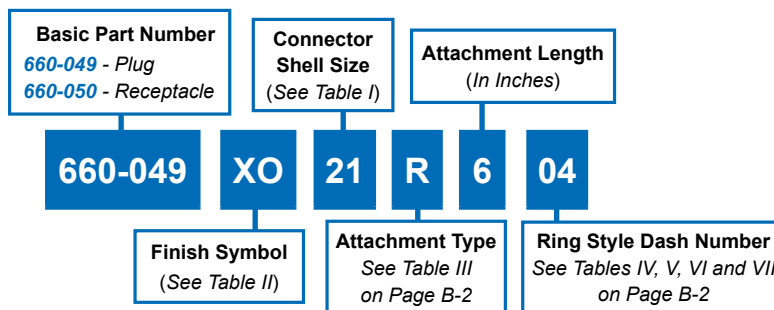 Basic Part Number
660-049 - Plug
660-050 - Receptacle
Connector
Shell Size
(See Table I)
Attachment Length
(In Inches)
660-049 XO 21 R 6 04
Finish Symbol
(See Table II)
Attachment Type
See Table III
on Page B-2
Ring Style Dash Number
See Tables IV, V, VI and VII
on Page B-2